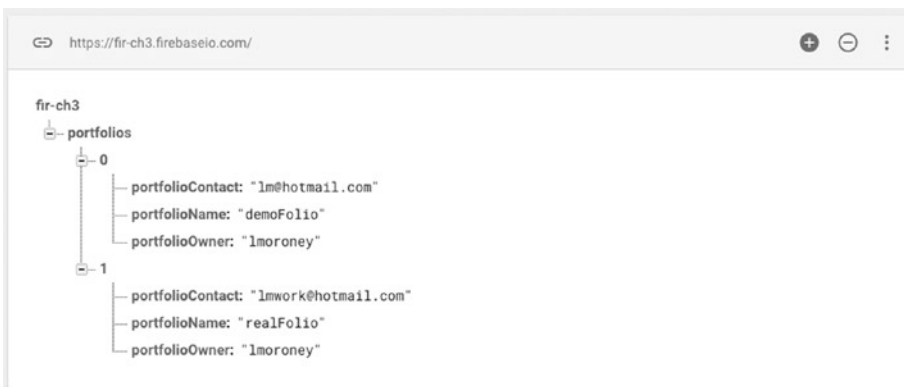 https://fir-ch3.firebaseio.com/
fir-ch3
portfolios
0
portfolioContact: "lm@hotmail.com"
portfolioName: "demoFolio"
portfolioOwner: "lmoroney"
1
portfolioContact: "lmwork@hotmail.com"
portfolioName: "realFolio"
portfolioOwner: "lmoroney"